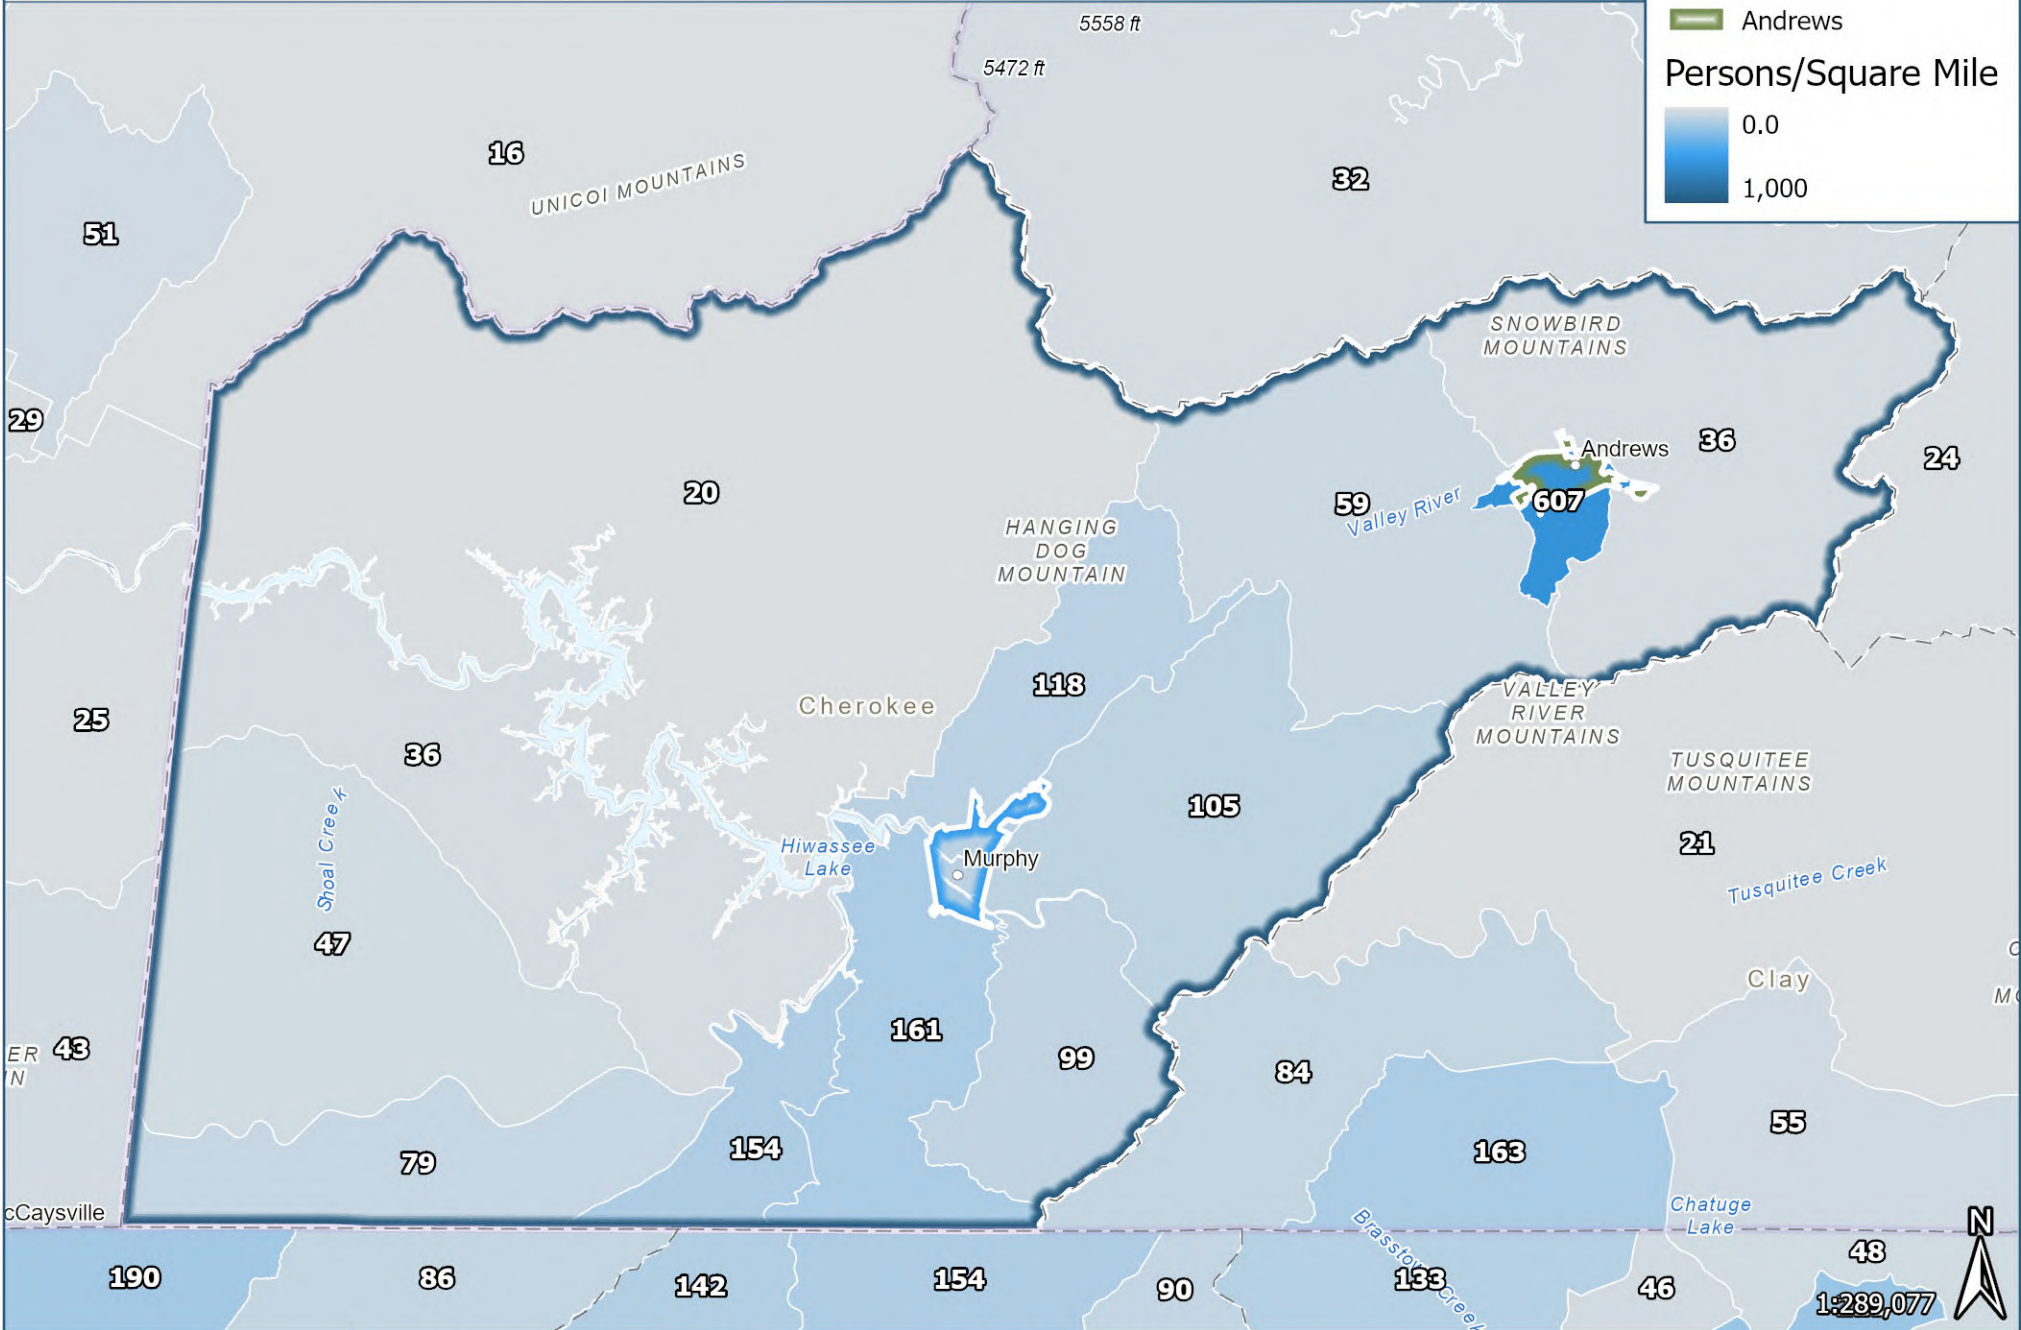 5558 ft
5472 ft
Andrews
Persons/Square Mile
0.0
1,000
16
UNICOI MOUNTAINS
32
51
SNOWBIRD
MOUNTAINS
29
20
36
24
Andrews
59
Valley River
607
HANGING
DOG
MOUNTAIN
118
Cherokee
25
36
VALLEY
RIVER
MOUNTAINS
TUSQUITEE
MOUNTAINS
105
21
Tusquitee Creek
Shoal Creek
Hiwassee
Lake
Murphy
47
Clay
161
43
ER
IN
99
84
55
79
154
163
cCaysville
Chatuge
Lake
N
190
86
142
154
90
Brasstown Creek
133
46
48
1:289,077